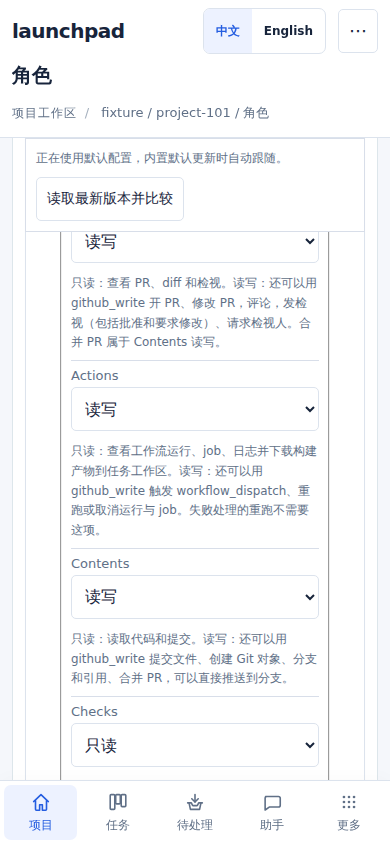 launchpad
中文
English
角色
项目工作区 / fixture / project-101 / 角色
正在使用默认配置，内置默认更新时自动跟随。
读取最新版本并比较
读写
只读：查看 PR、diff 和检视。读写：还可以用
github_write 开 PR、修改 PR，评论，发检
视（包括批准和要求修改）、请求检视人。合
并 PR 属于 Contents 读写。
Actions
读写
只读：查看工作流运行、job、日志并下载构建
产物到任务工作区。读写：还可以用
github_write 触发 workflow_dispatch、重
跑或取消运行与 job。失败处理的重跑不需要
这项。
Contents
读写
只读：读取代码和提交。读写：还可以用
github_write 提交文件、创建 Git 对象、分支
和引用、合并 PR，可以直接推送到分支。
Checks
只读
项目
任务
待处理
助手
更多